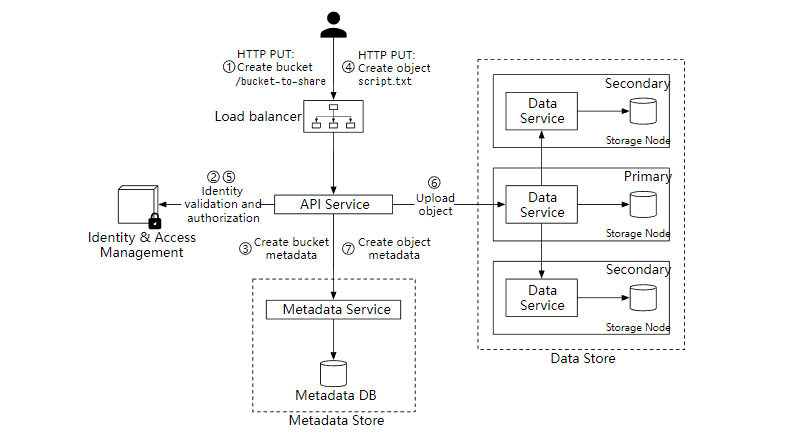 HTTP PUT:
① Create bucket
/bucket-to-share
HTTP PUT:
④ Create object
script.txt
Load balancer
② ⑤
Identity
validation and
authorization
API Service
⑥
Upload
object
Identity & Access
Management
③ Create bucket
metadata
⑦ Create object
metadata
Metadata Service
Metadata DB
Metadata Store
Secondary
Data
Service
Storage Node
Primary
Data
Service
Storage Node
Secondary
Data
Service
Storage Node
Data Store